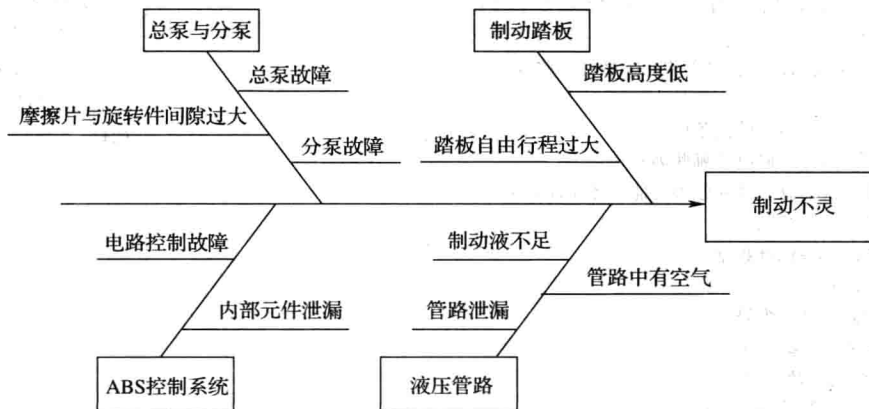 总泵与分泵
制动踏板
总泵故障
踏板高度低
摩擦片与旋转件间隙过大
分泵故障
踏板自由行程过大
制动不灵
电路控制故障
制动液不足
管路中有空气
内部元件泄漏
管路泄漏
ABS控制系统
液压管路